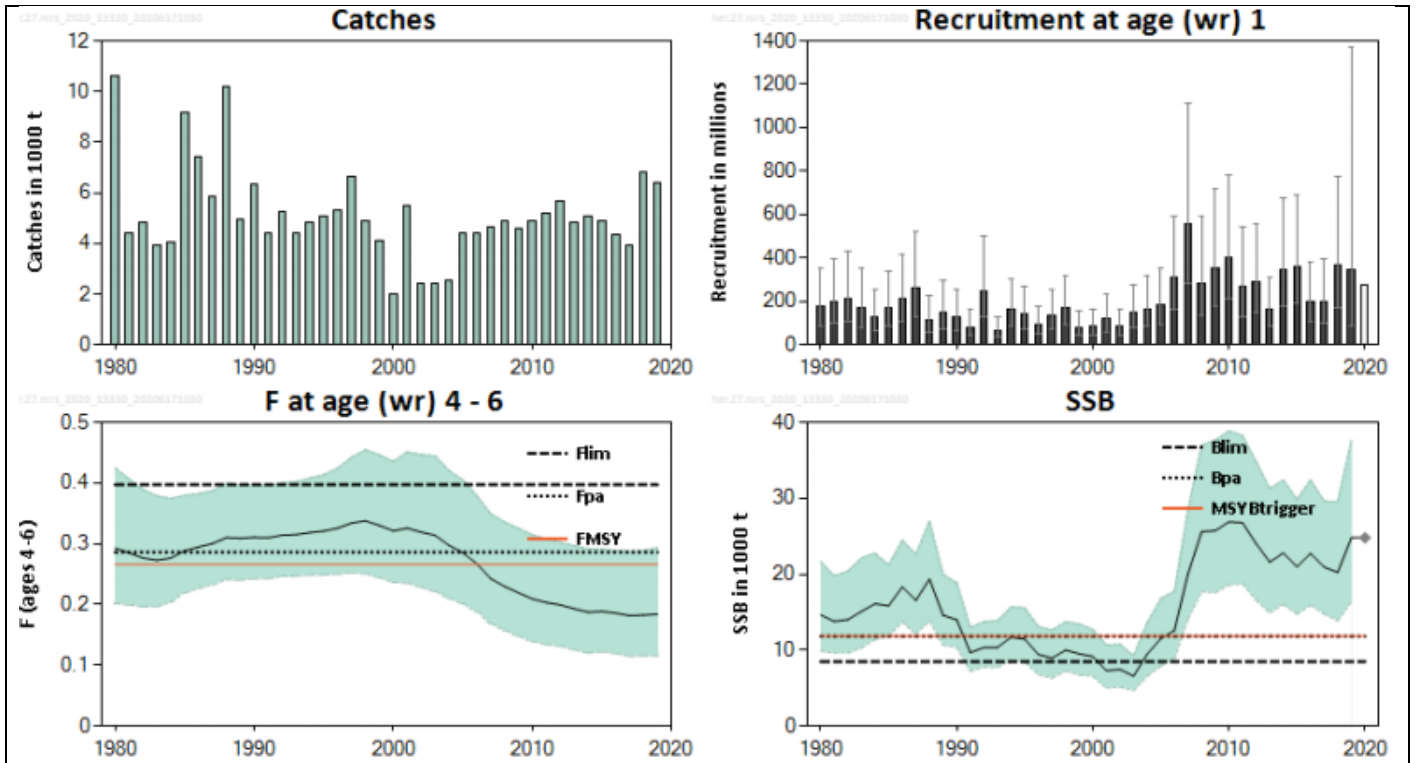 Catches
Catches in 1000 t
12
10
8
6
4
2
0
1980 1990 2000 2010 2020
Recruitment at age (wr) 1
Recruitment in millions
1400
1200
1000
800
600
400
200
0
1980 1990 2000 2010 2020
F at age (wr) 4 - 6
F (ages 4-6)
0.5
0.4
0.3
0.2
0.1
0
Flim
Fpa
FMSY
1980 1990 2000 2010 2020
her.27.nirs_2020_13330_20206171030
SSB
SSB in 1000 t
40
30
20
10
0
Blim
Bpa
MSYBtrigger
1980 1990 2000 2010 2020